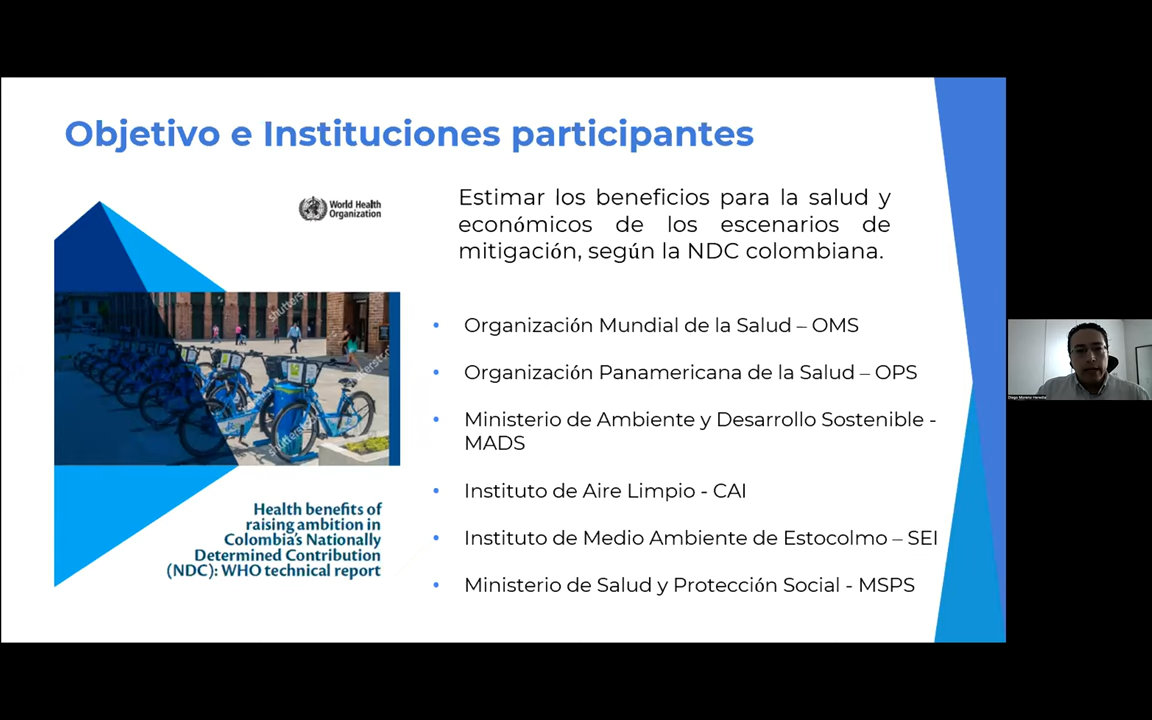 Objetivo e Instituciones participantes
World Health
Organization
Estimar los beneficios para la salud y
económicos de los escenarios de
mitigación, según la NDC colombiana.
• Organización Mundial de la Salud – OMS
• Organización Panamericana de la Salud – OPS
• Ministerio de Ambiente y Desarrollo Sostenible -
MADS
• Instituto de Aire Limpio - CAI
• Instituto de Medio Ambiente de Estocolmo – SEI
• Ministerio de Salud y Protección Social - MSPS
Health benefits of
raising ambition in
Colombia's Nationally
Determined Contribution
(NDC): WHO technical report
Diego Moreno Heredia